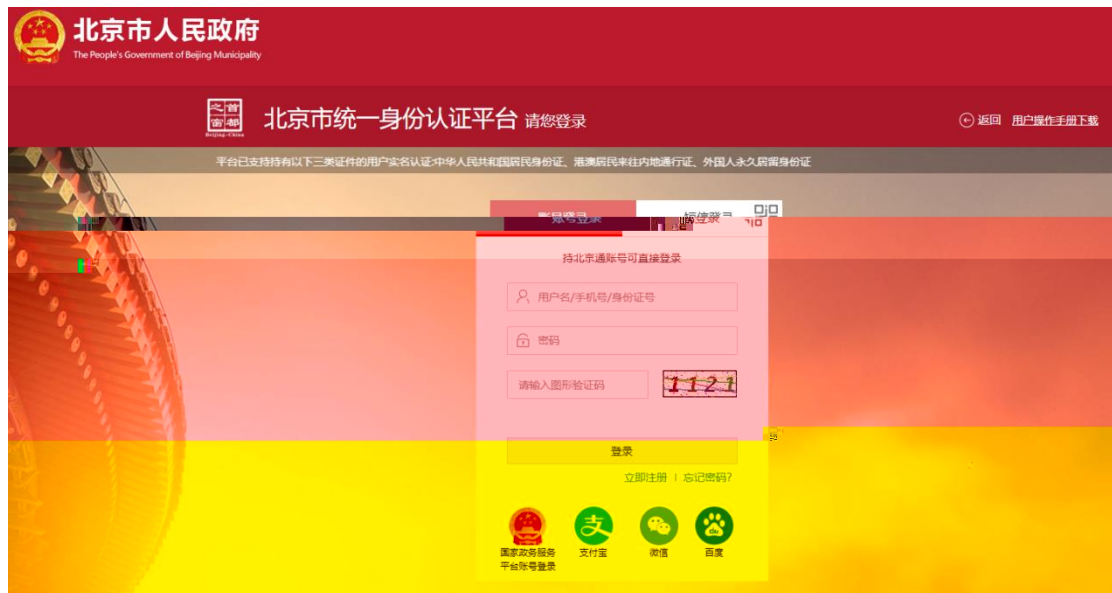 北京市人民政府
The People's Government of Beijing Municipality
首都之窗
Beijing-China
北京市统一身份认证平台 请您登录
返回 用户操作手册下载
平台已支持持有以下三类证件的用户实名认证:中华人民共和国居民身份证、港澳居民来往内地通行证、外国人永久居留身份证
账号登录 短信登录
持北京通账号可直接登录
用户名/手机号/身份证号
密码
请输入图形验证码 1121
登录
立即注册 | 忘记密码?
国家政务服务 支付宝 微信 百度
平台账号登录